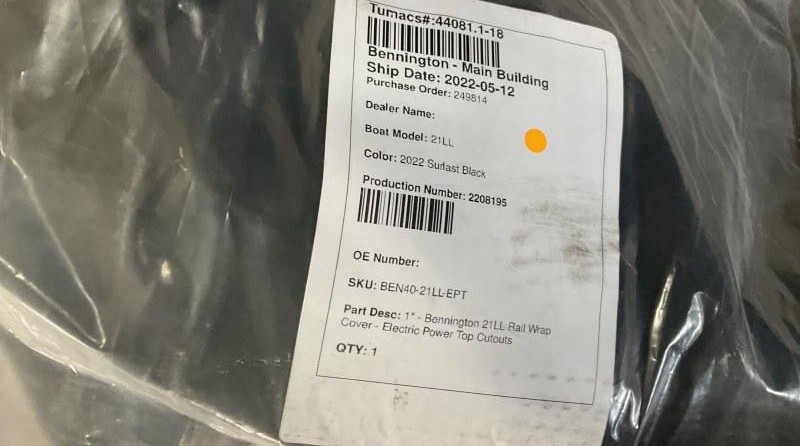 Tumacs#:44081.1-18
Bennington - Main Building
Ship Date: 2022-05-12
Purchase Order: 249814
Dealer Name:
Boat Model: 21LL
Color: 2022 Surlast Black
Production Number: 2208195
OE Number:
SKU: BEN40-21LL-EPT
Part Desc: 1* - Bennington 21LL Rail Wrap
Cover - Electric Power Top Cutouts
QTY: 1